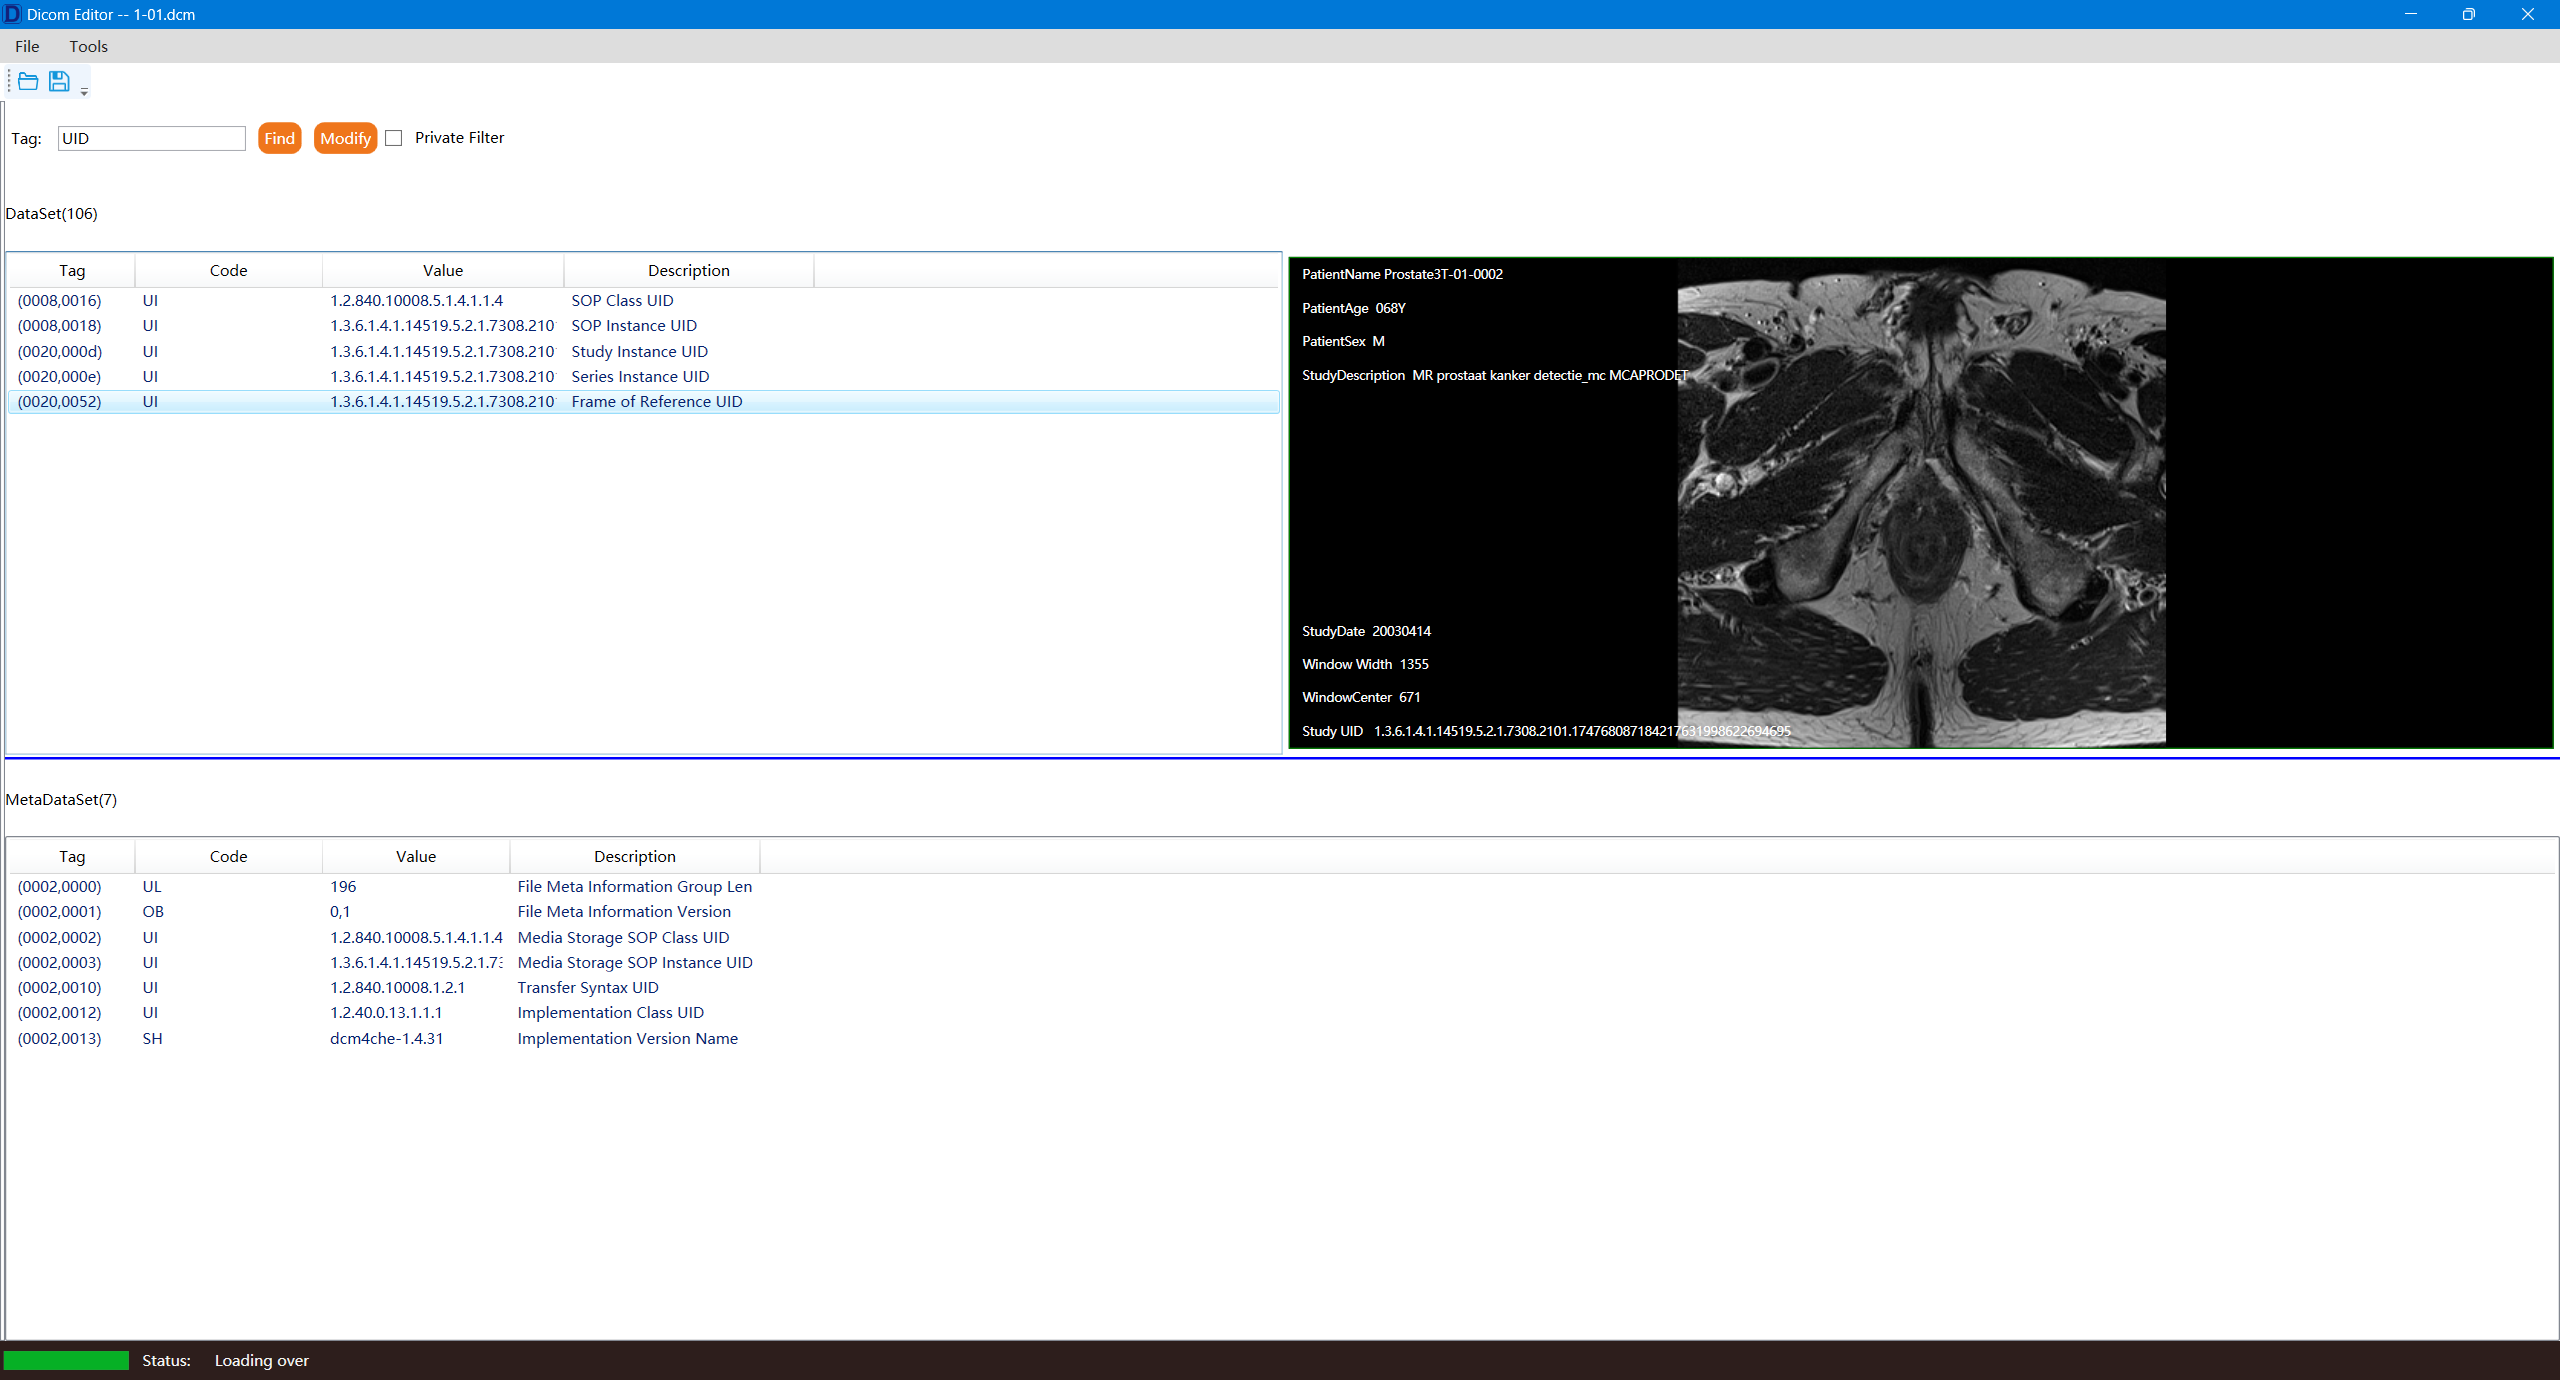 Dicom Editor -- 1-01.dcm
File Tools
Tag: UID Find Modify Private Filter
DataSet(106)
Tag Code Value Description
(0008,0016) UI 1.2.840.10008.5.1.4.1.1.4 SOP Class UID
(0008,0018) UI 1.3.6.1.4.1.14519.5.2.1.7308.210 SOP Instance UID
(0020,000d) UI 1.3.6.1.4.1.14519.5.2.1.7308.210 Study Instance UID
(0020,000e) UI 1.3.6.1.4.1.14519.5.2.1.7308.210 Series Instance UID
(0020,0052) UI 1.3.6.1.4.1.14519.5.2.1.7308.210 Frame of Reference UID
PatientName Prostate3T-01-0002
PatientAge 068Y
PatientSex M
StudyDescription MR prostaat kanker detectie_mc MCAPRODET
StudyDate 20030414
Window Width 1355
WindowCenter 671
Study UID 1.3.6.1.4.1.14519.5.2.1.7308.2101.174768087184217631998622694695
MetaDataSet(7)
Tag Code Value Description
(0002,0000) UL 196 File Meta Information Group Len
(0002,0001) OB 0,1 File Meta Information Version
(0002,0002) UI 1.2.840.10008.5.1.4.1.1.4 Media Storage SOP Class UID
(0002,0003) UI 1.3.6.1.4.1.14519.5.2.1.73 Media Storage SOP Instance UID
(0002,0010) UI 1.2.840.10008.1.2.1 Transfer Syntax UID
(0002,0012) UI 1.2.40.0.13.1.1.1 Implementation Class UID
(0002,0013) SH dcm4che-1.4.31 Implementation Version Name
Status: Loading over